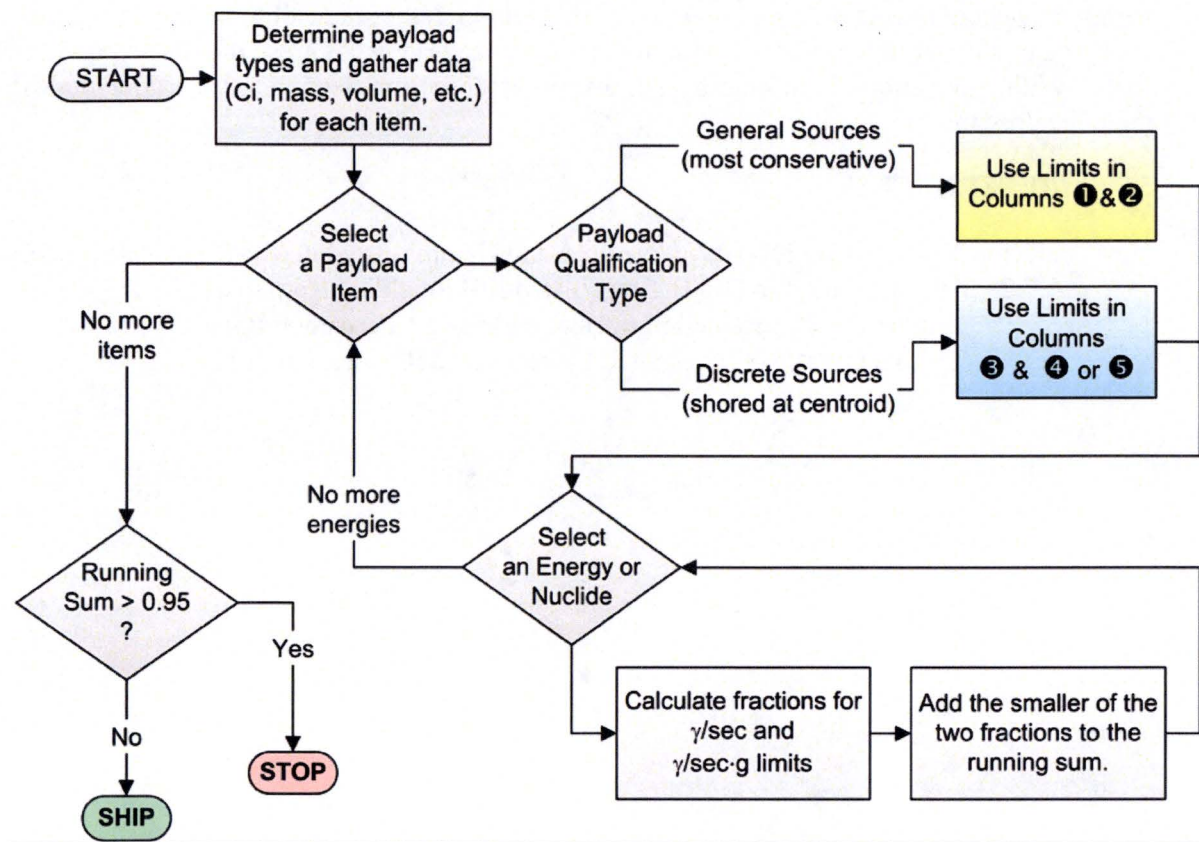 START
Determine payload
types and gather data
(Ci, mass, volume, etc.)
for each item.
General Sources
(most conservative)
Use Limits in
Columns ❶&❷
Select
a Payload
Item
Payload
Qualification
Type
No more
items
Use Limits in
Columns
❸ & ❹ or ❺
Discrete Sources
(shored at centroid)
No more
energies
Select
an Energy or
Nuclide
Running
Sum > 0.95
?
Yes
No
Calculate fractions for
γ/sec and
γ/sec·g limits
Add the smaller of the
two fractions to the
running sum.
STOP
SHIP